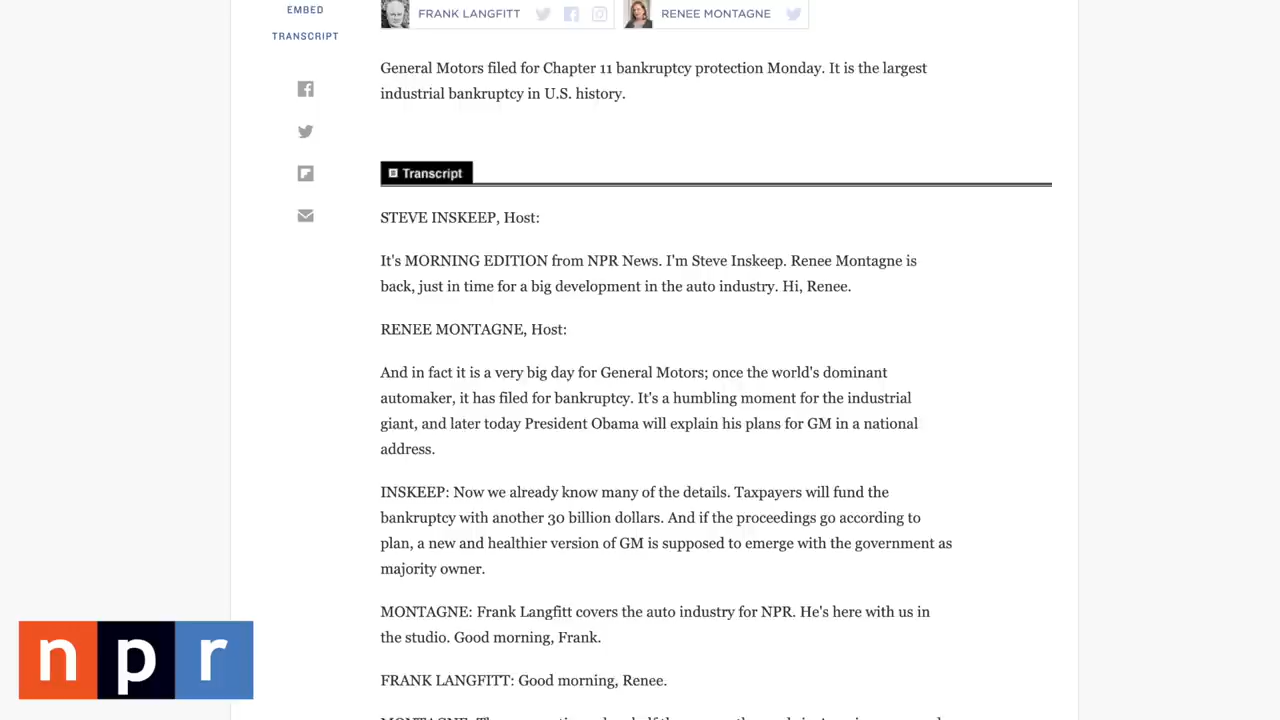 EMBED
TRANSCRIPT
FRANK LANGFITT
RENEE MONTAGNE
General Motors filed for Chapter 11 bankruptcy protection Monday. It is the largest
industrial bankruptcy in U.S. history.
Transcript
STEVE INSKEEP, Host:
It's MORNING EDITION from NPR News. I'm Steve Inskeep. Renee Montagne is
back, just in time for a big development in the auto industry. Hi, Renee.
RENEE MONTAGNE, Host:
And in fact it is a very big day for General Motors; once the world's dominant
automaker, it has filed for bankruptcy. It's a humbling moment for the industrial
giant, and later today President Obama will explain his plans for GM in a national
address.
INSKEEP: Now we already know many of the details. Taxpayers will fund the
bankruptcy with another 30 billion dollars. And if the proceedings go according to
plan, a new and healthier version of GM is supposed to emerge with the government as
majority owner.
MONTAGNE: Frank Langfitt covers the auto industry for NPR. He's here with us in
the studio. Good morning, Frank.
FRANK LANGFITT: Good morning, Renee.
npr